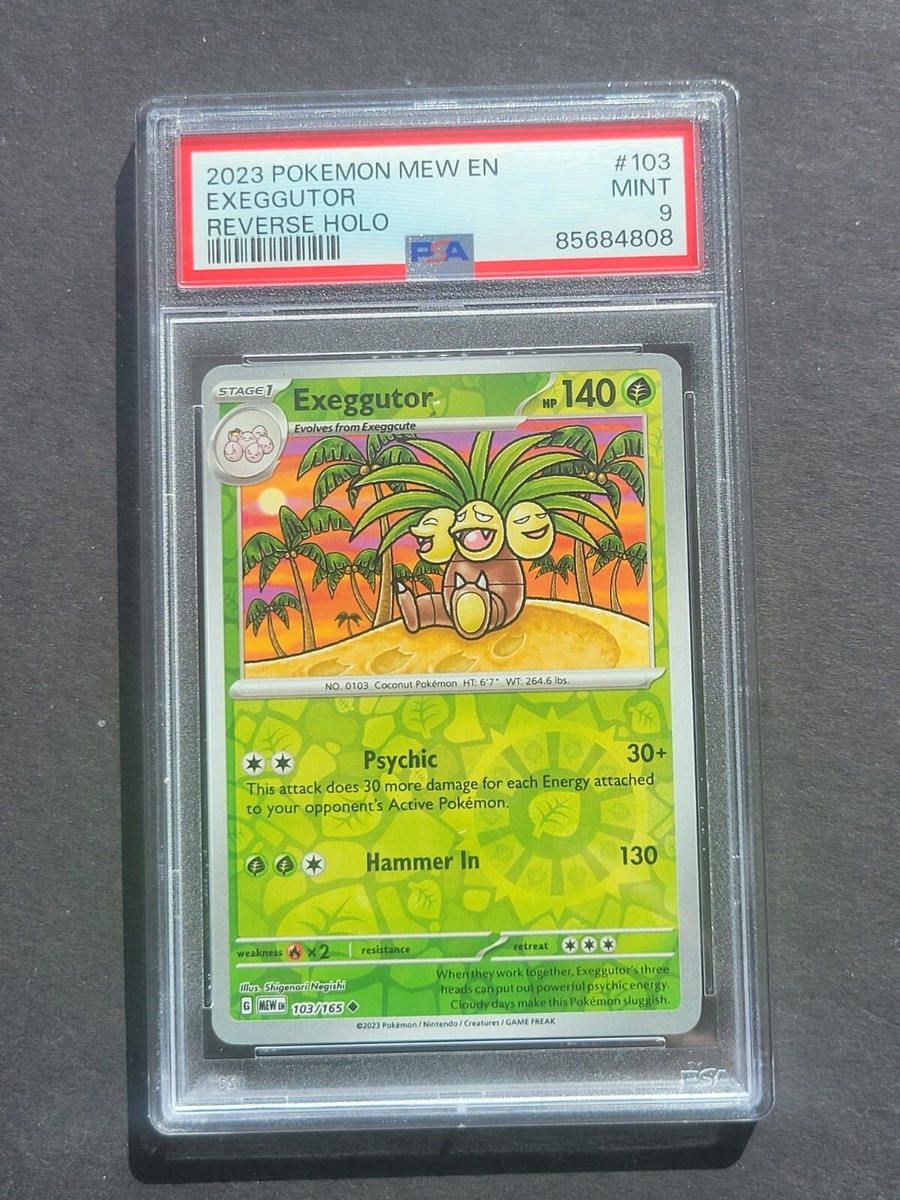 2023 POKEMON MEW EN #103
EXEGGUTOR MINT
REVERSE HOLO 9
85684808
PSA
STAGE1
Exeggutor HP 140
Evolves from Exeggcute
NO. 0103 Coconut Pokémon HT: 6'7" WT: 264.6 lbs.
Psychic 30+
This attack does 30 more damage for each Energy attached
to your opponent's Active Pokémon.
Hammer In 130
weakness ×2 resistance retreat
When they work together, Exeggutor's three
heads can put out powerful psychic energy.
Cloudy days make this Pokémon sluggish.
Illus. Shigenori Negishi
G MEW EN 103/165
©2023 Pokémon / Nintendo / Creatures / GAME FREAK
PSA